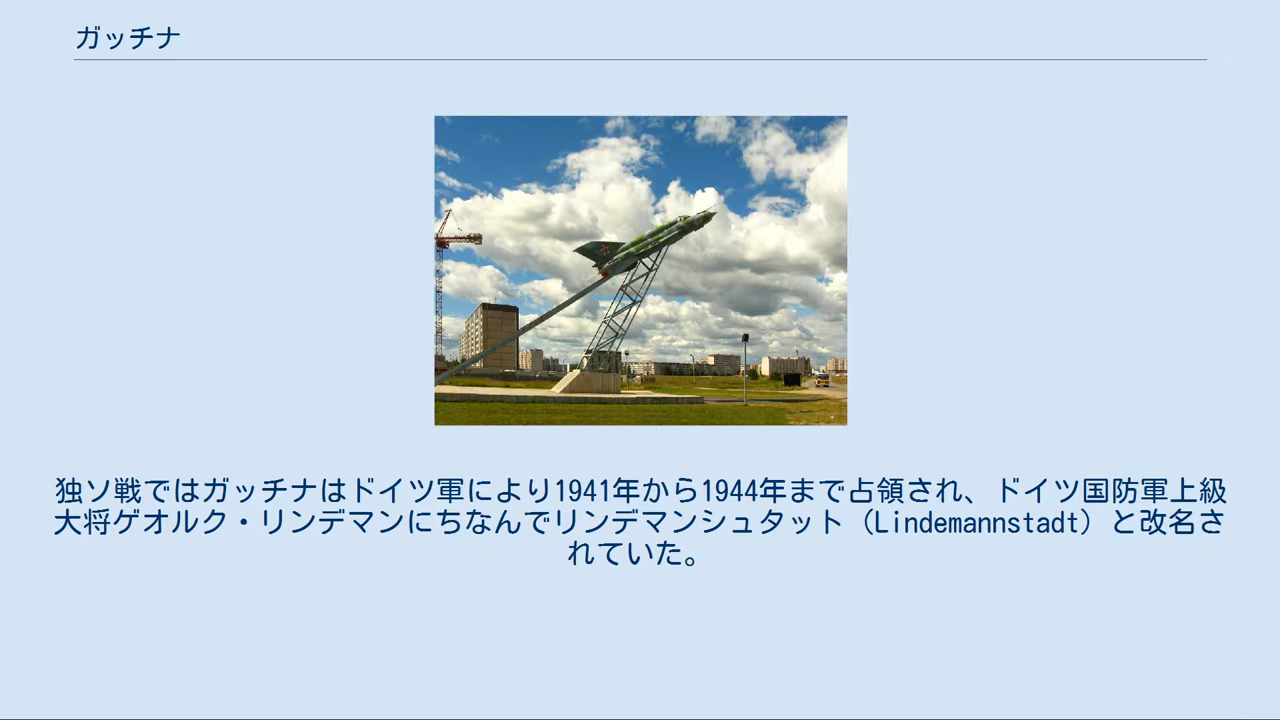 ガッチナ
独ソ戦ではガッチナはドイツ軍により1941年から1944年まで占領され、ドイツ国防軍上級
大将ゲオルク・リンデマンにちなんでリンデマンシュタット（Lindemannstadt）と改名さ
れていた。